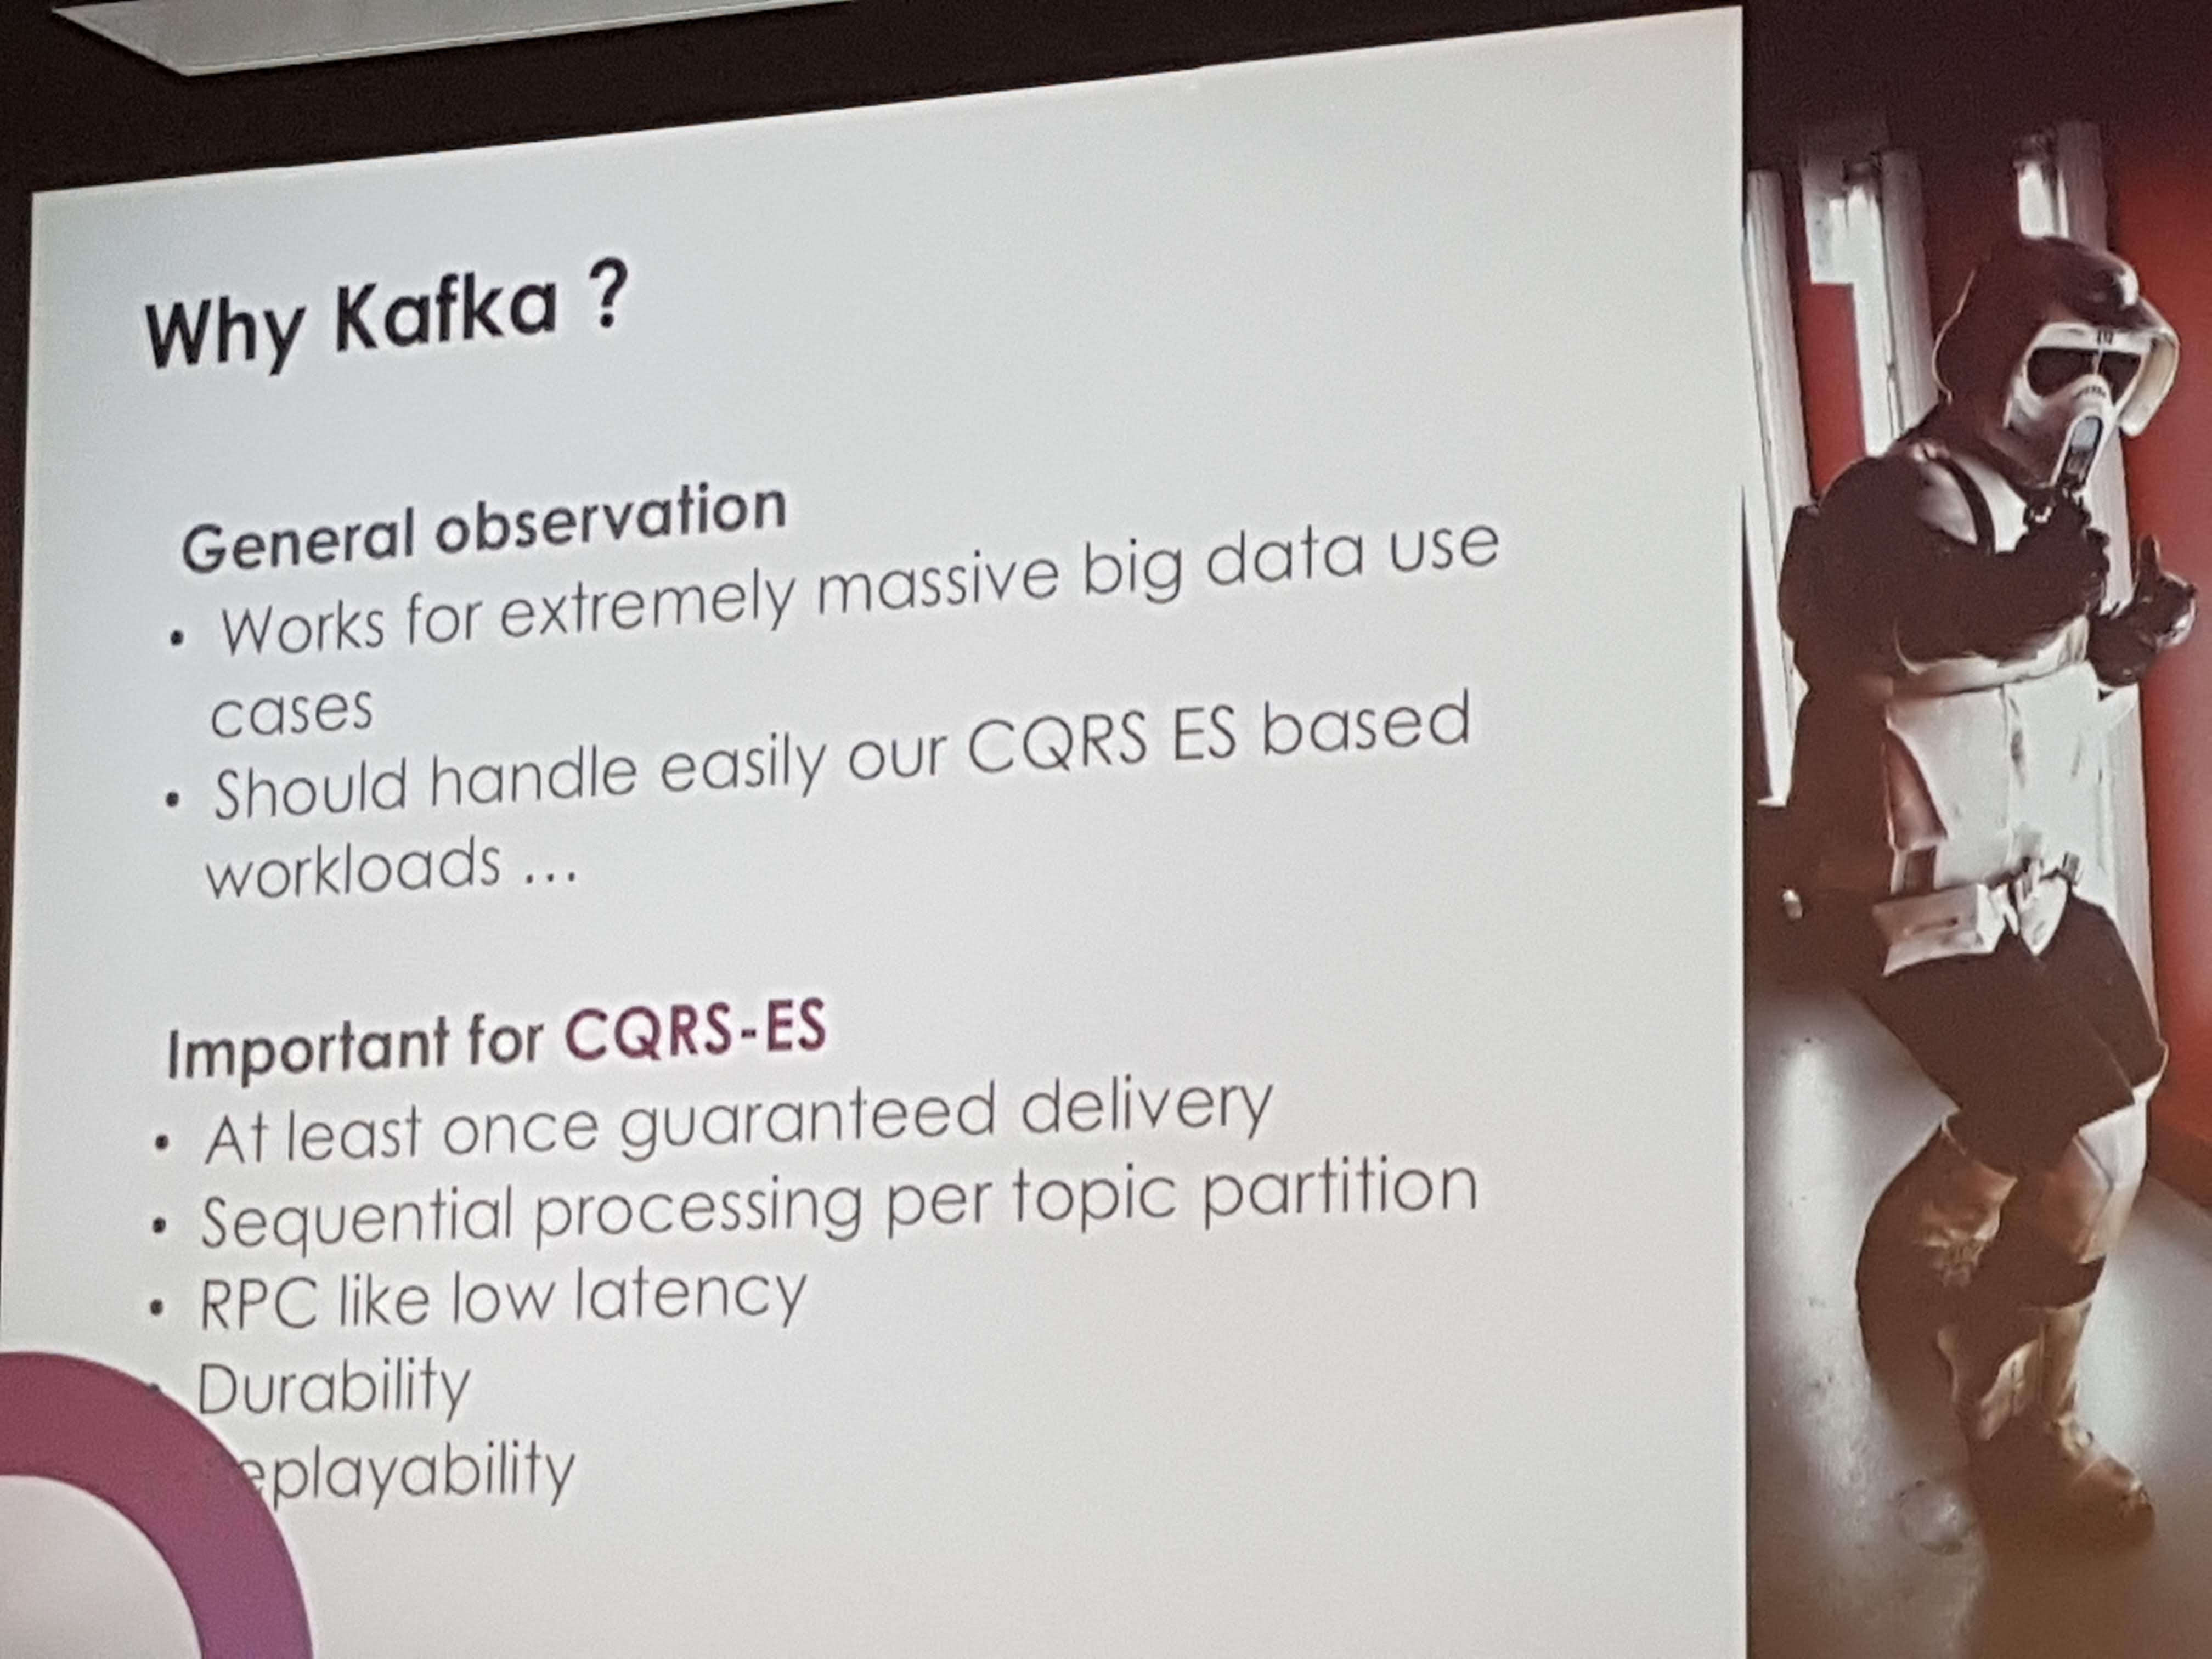 Why Kafka ?
General observation
• Works for extremely massive big data use
cases
• Should handle easily our CQRS ES based
workloads ...
Important for CQRS-ES
• At least once guaranteed delivery
• Sequential processing per topic partition
• RPC like low latency
• Durability
eplayability